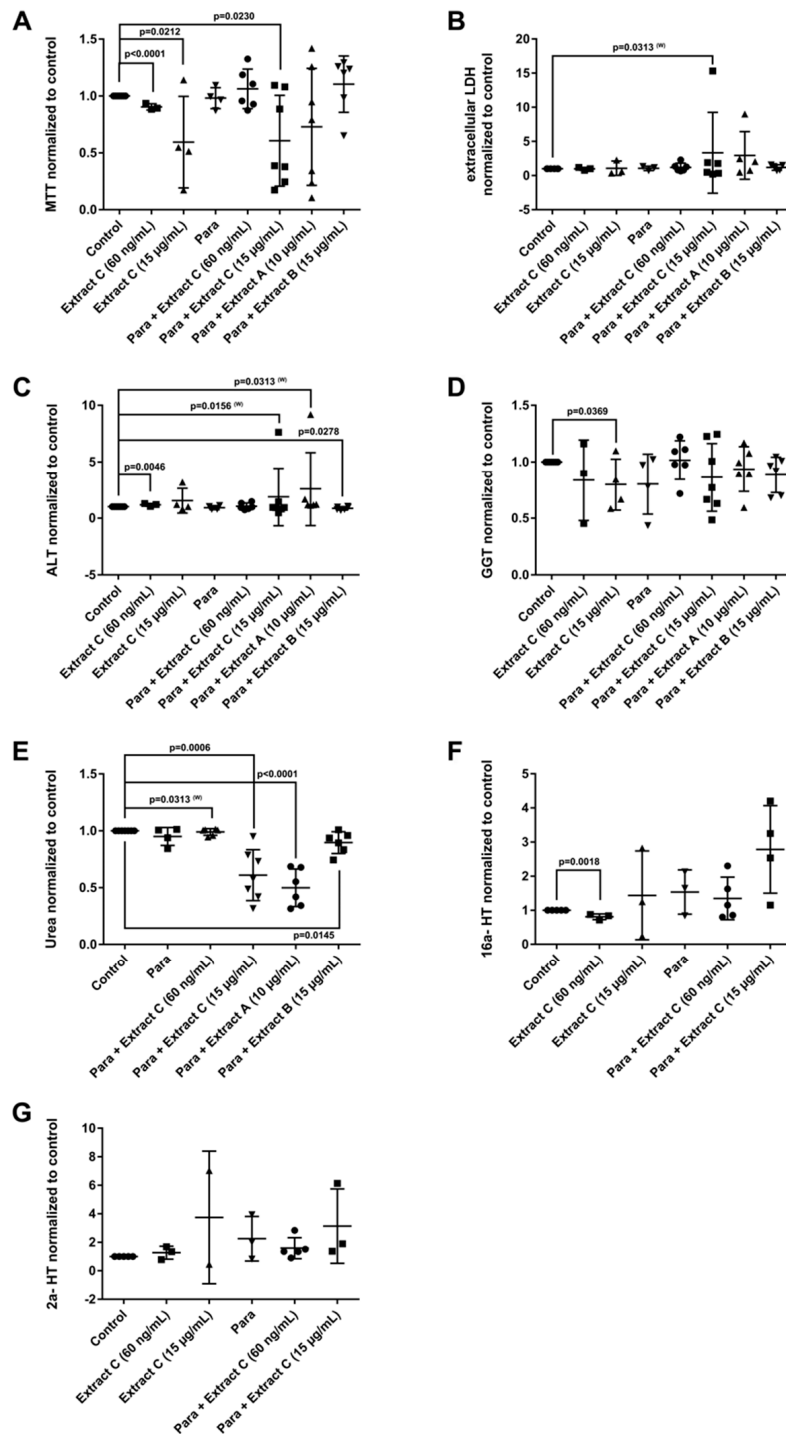 A
MTT normalized to control
p=0.0230
p=0.0212
p<0.0001
1.5
1.0
0.5
0.0
Control
Extract C (60 ng/mL)
Extract C (15 µg/mL)
Para
Para + Extract C (60 ng/mL)
Para + Extract C (15 µg/mL)
Para + Extract A (10 µg/mL)
Para + Extract B (15 µg/mL)
B
extracellular LDH
normalized to control
p=0.0313 (W)
20
15
10
5
0
-5
Control
Extract C (60 ng/mL)
Extract C (15 µg/mL)
Para
Para + Extract C (60 ng/mL)
Para + Extract C (15 µg/mL)
Para + Extract A (10 µg/mL)
Para + Extract B (15 µg/mL)
C
ALT normalized to control
p=0.0313 (W)
p=0.0156 (W)
p=0.0278
p=0.0046
10
5
0
-5
Control
Extract C (60 ng/mL)
Extract C (15 µg/mL)
Para
Para + Extract C (60 ng/mL)
Para + Extract C (15 µg/mL)
Para + Extract A (10 µg/mL)
Para + Extract B (15 µg/mL)
D
GGT normalized to control
p=0.0369
1.5
1.0
0.5
0.0
Control
Extract C (60 ng/mL)
Extract C (15 µg/mL)
Para
Para + Extract C (60 ng/mL)
Para + Extract C (15 µg/mL)
Para + Extract A (10 µg/mL)
Para + Extract B (15 µg/mL)
E
Urea normalized to control
p=0.0006
p<0.0001
p=0.0313 (W)
p=0.0145
1.5
1.0
0.5
0.0
Control
Para
Para + Extract C (60 ng/mL)
Para + Extract C (15 µg/mL)
Para + Extract A (10 µg/mL)
Para + Extract B (15 µg/mL)
F
16a- HT normalized to control
p=0.0018
5
4
3
2
1
0
Control
Extract C (60 ng/mL)
Extract C (15 µg/mL)
Para
Para + Extract C (60 ng/mL)
Para + Extract C (15 µg/mL)
G
2a- HT normalized to control
10
8
6
4
2
0
-2
Control
Extract C (60 ng/mL)
Extract C (15 µg/mL)
Para
Para + Extract C (60 ng/mL)
Para + Extract C (15 µg/mL)